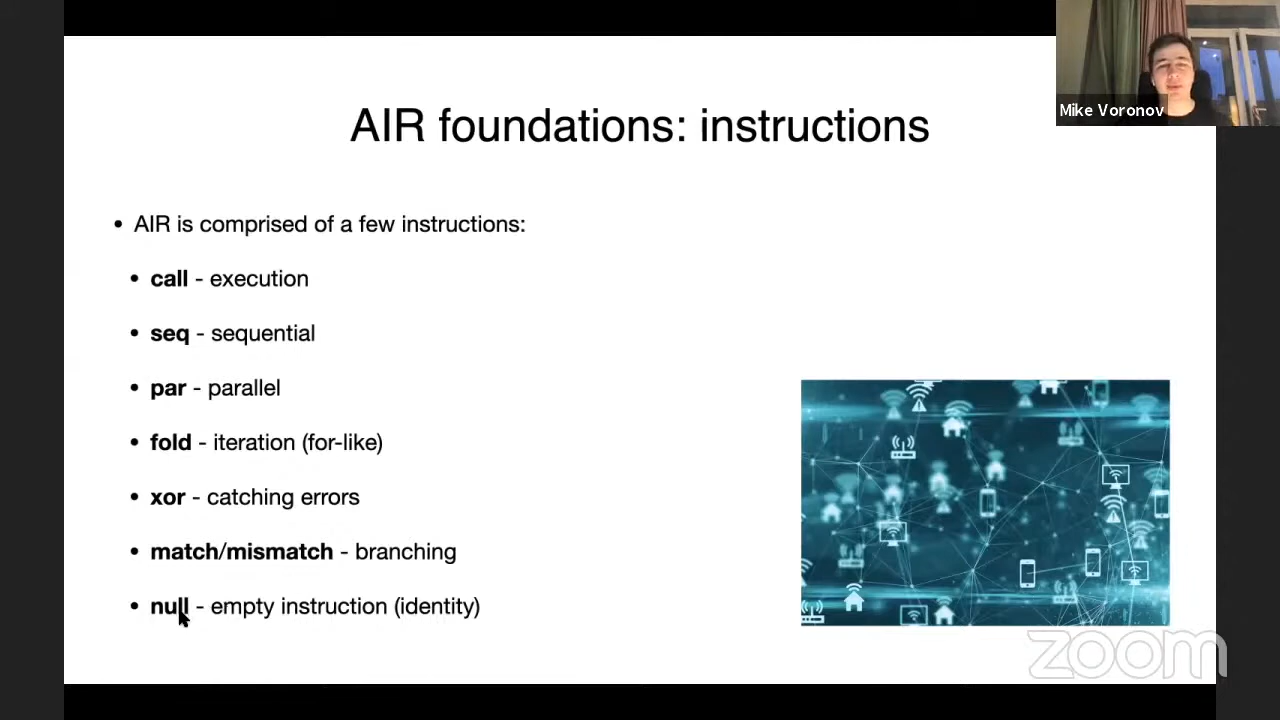 Mike Voronov
AIR foundations: instructions
• AIR is comprised of a few instructions:
• call - execution
• seq - sequential
• par - parallel
• fold - iteration (for-like)
• xor - catching errors
• match/mismatch - branching
• null - empty instruction (identity)
zoom